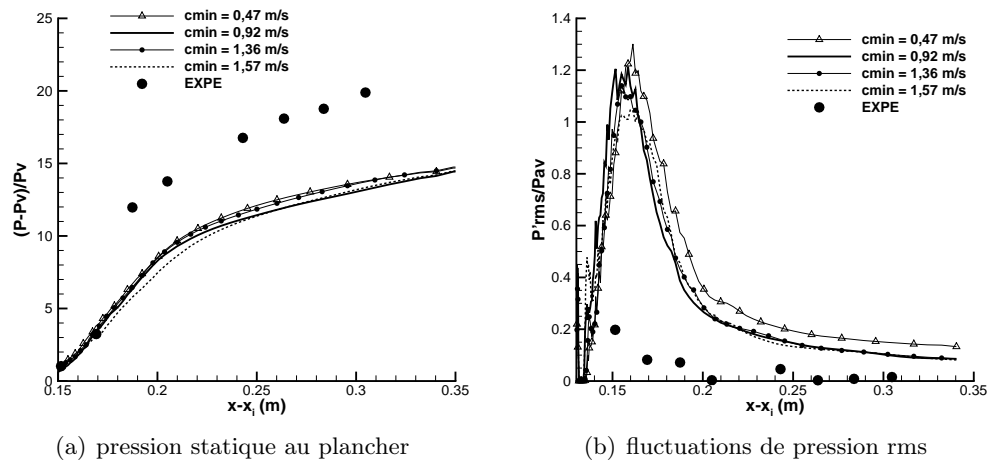 cmin = 0,47 m/s
cmin = 0,92 m/s
cmin = 1,36 m/s
cmin = 1,57 m/s
EXPE
(P-Pv)/Pv
25
20
15
10
5
0
0.15
0.2
0.25
0.3
0.35
x-xi (m)
(a) pression statique au plancher
cmin = 0,47 m/s
cmin = 0,92 m/s
cmin = 1,36 m/s
cmin = 1,57 m/s
EXPE
P'rms/Pav
1.4
1.2
1
0.8
0.6
0.4
0.2
0
0.15
0.2
0.25
0.3
0.35
x-xi (m)
(b) fluctuations de pression rms